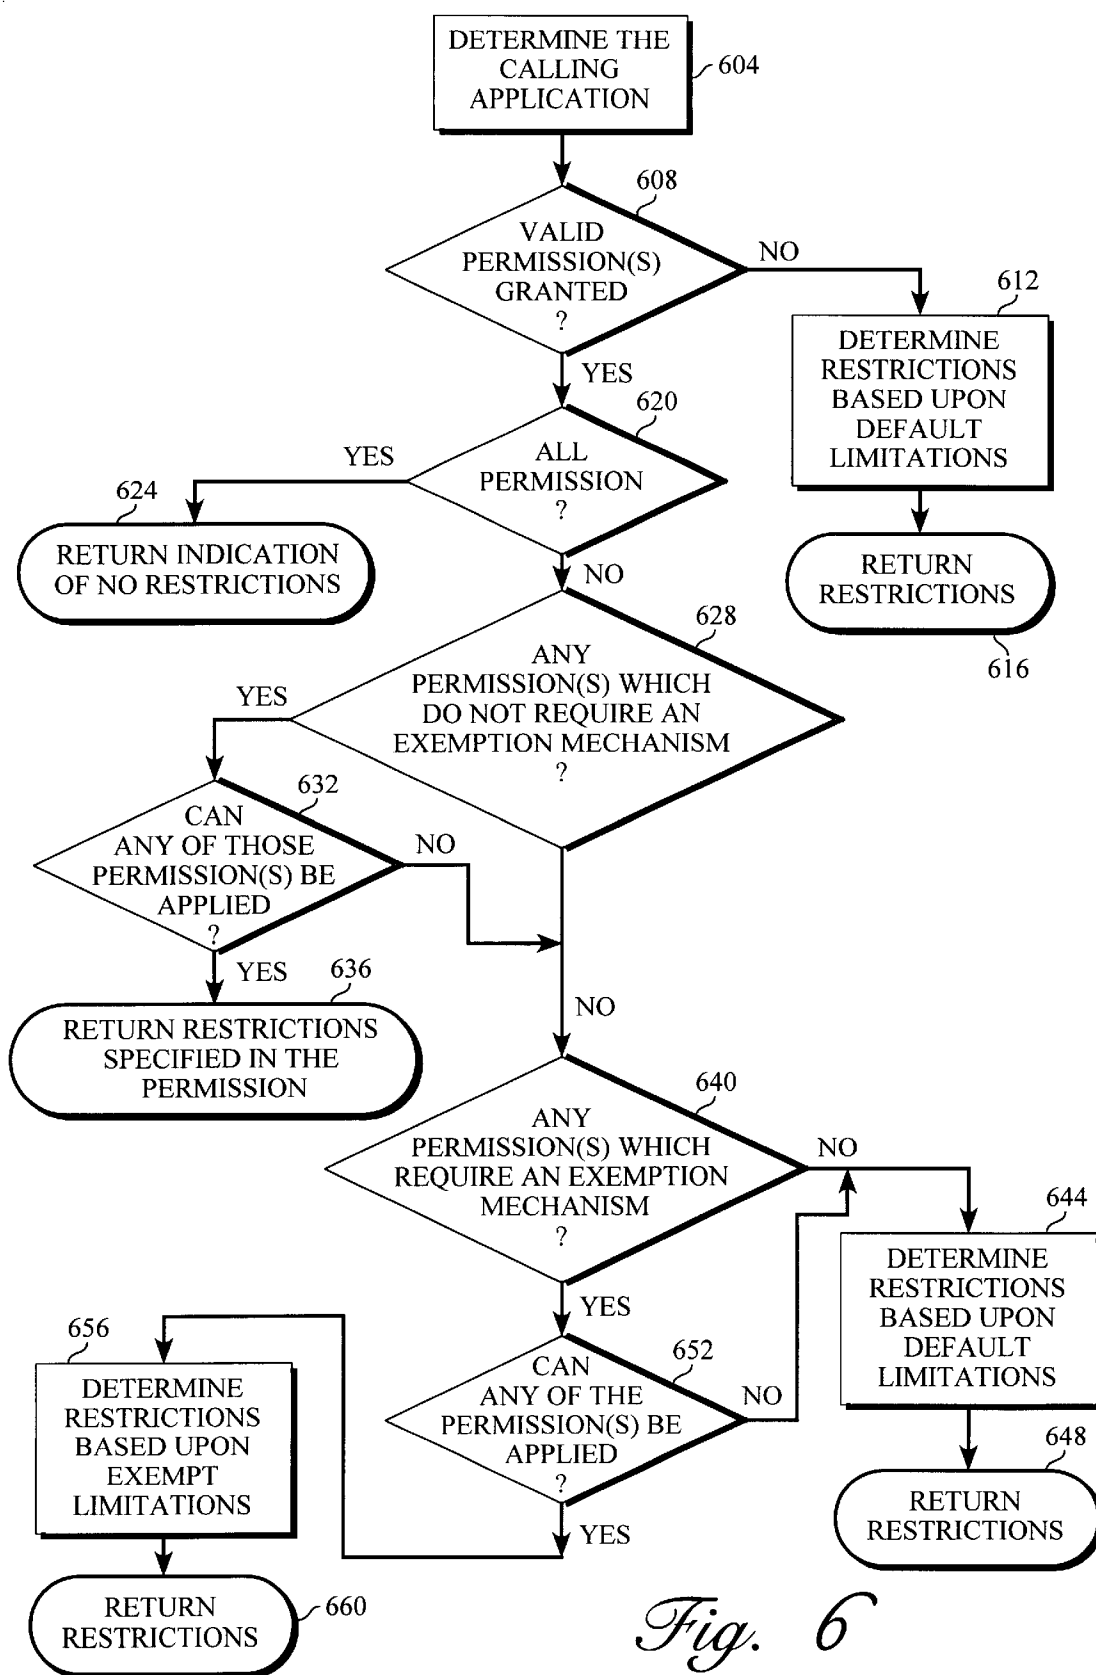 DETERMINE THE
CALLING
APPLICATION
604
608
VALID
PERMISSION(S)
GRANTED
?
NO
YES
612
DETERMINE
RESTRICTIONS
BASED UPON
DEFAULT
LIMITATIONS
620
ALL
PERMISSION
?
YES
NO
624
RETURN INDICATION
OF NO RESTRICTIONS
RETURN
RESTRICTIONS
616
628
ANY
PERMISSION(S) WHICH
DO NOT REQUIRE AN
EXEMPTION MECHANISM
?
YES
NO
632
CAN
ANY OF THOSE
PERMISSION(S) BE
APPLIED
?
NO
YES
636
RETURN RESTRICTIONS
SPECIFIED IN THE
PERMISSION
640
ANY
PERMISSION(S) WHICH
REQUIRE AN EXEMPTION
MECHANISM
?
NO
YES
644
DETERMINE
RESTRICTIONS
BASED UPON
DEFAULT
LIMITATIONS
652
CAN
ANY OF THE
PERMISSION(S) BE
APPLIED
?
NO
YES
656
DETERMINE
RESTRICTIONS
BASED UPON
EXEMPT
LIMITATIONS
648
RETURN
RESTRICTIONS
RETURN
RESTRICTIONS
660
Fig. 6